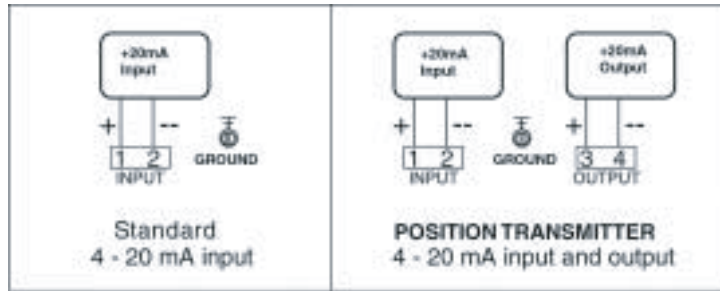 +20mA
Input
+ --
1 2
INPUT
GROUND
Standard
4 - 20 mA input
+20mA
Input
+ --
1 2
INPUT
GROUND
+20mA
Output
+ --
3 4
OUTPUT
POSITION TRANSMITTER
4 - 20 mA input and output